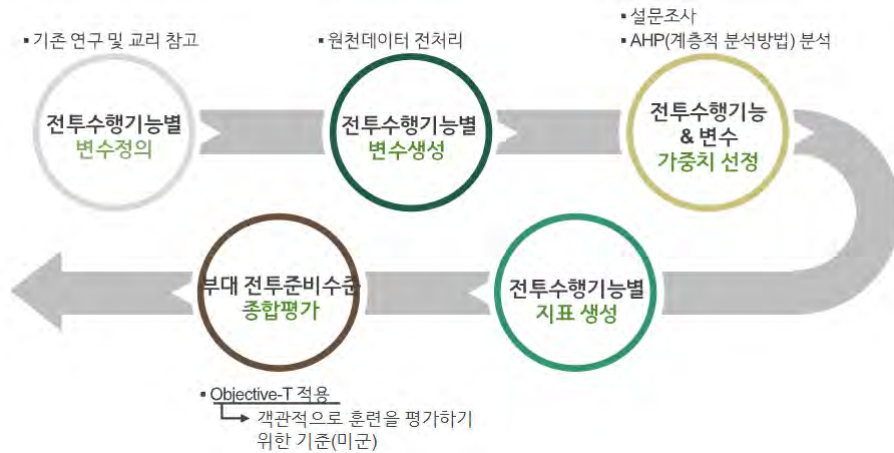 ▪ 기존 연구 및 교리 참고
전투수행기능별
변수정의
▪ 원천데이터 전처리
전투수행기능별
변수생성
▪ 설문조사
▪ AHP(계층적 분석방법) 분석
전투수행기능
& 변수
가중치 선정
전투수행기능별
지표 생성
부대 전투준비수준
종합평가
▪ Objective-T 적용
객관적으로 훈련을 평가하기
위한 기준(미군)